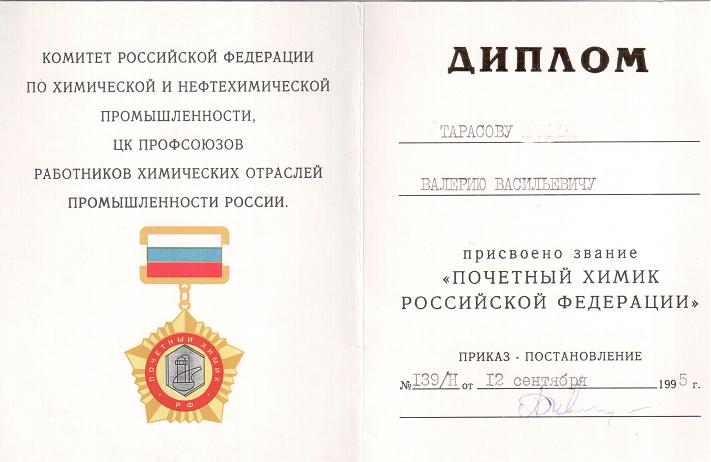 КОМИТЕТ РОССИЙСКОЙ ФЕДЕРАЦИИ
ПО ХИМИЧЕСКОЙ И НЕФТЕХИМИЧЕСКОЙ
ПРОМЫШЛЕННОСТИ,
ЦК ПРОФСОЮЗОВ
РАБОТНИКОВ ХИМИЧЕСКИХ ОТРАСЛЕЙ
ПРОМЫШЛЕННОСТИ РОССИИ.
ПОЧЕТНЫЙ ХИМИК
РФ
ДИПЛОМ
ТАРАСОВУ
ВАЛЕРИЮ ВАСИЛЬЕВИЧУ
присвоено звание
«ПОЧЕТНЫЙ ХИМИК
РОССИЙСКОЙ ФЕДЕРАЦИИ»
ПРИКАЗ - ПОСТАНОВЛЕНИЕ
№ 139/Н от 12 сентября 1995 г.